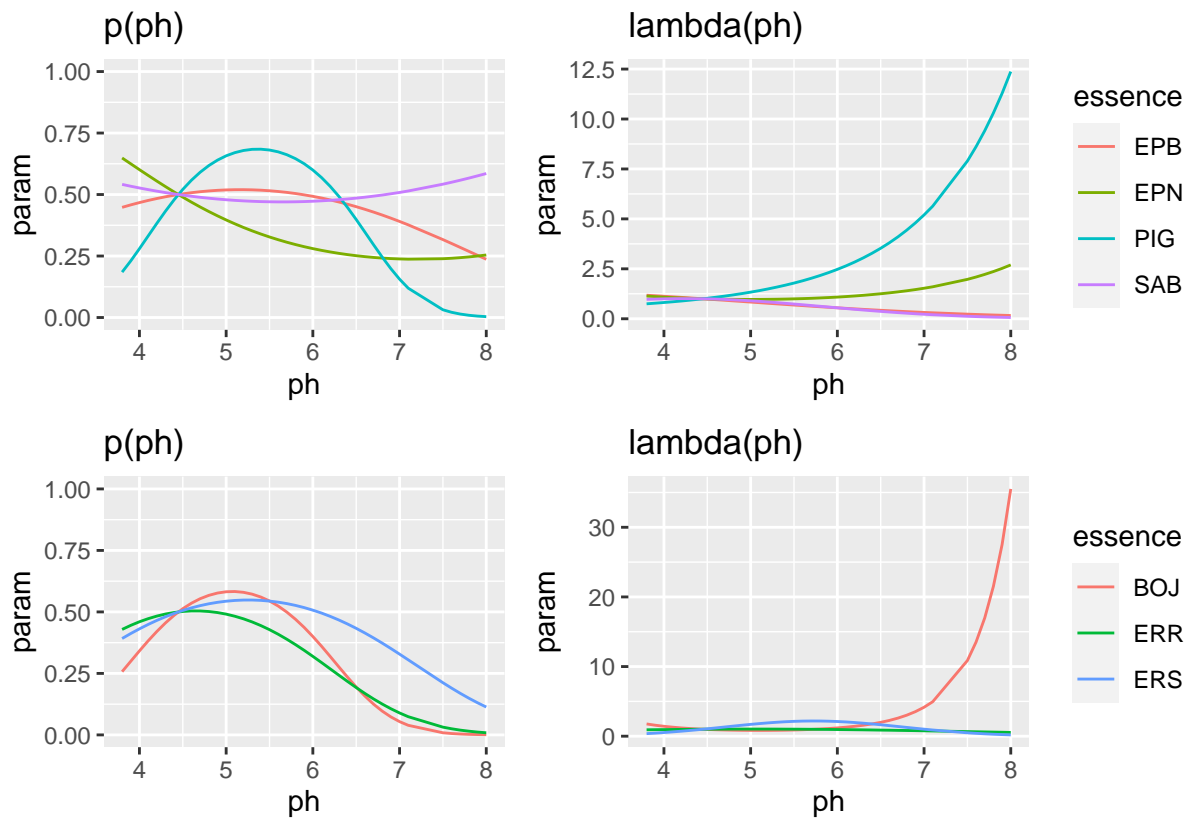 p(ph)
1.00
0.75
0.50
0.25
0.00
param
4 5 6 7 8
ph
lambda(ph)
12.5
10.0
7.5
5.0
2.5
0.0
param
4 5 6 7 8
ph
essence
EPB
EPN
PIG
SAB
p(ph)
1.00
0.75
0.50
0.25
0.00
param
4 5 6 7 8
ph
lambda(ph)
30
20
10
0
param
4 5 6 7 8
ph
essence
BOJ
ERR
ERS